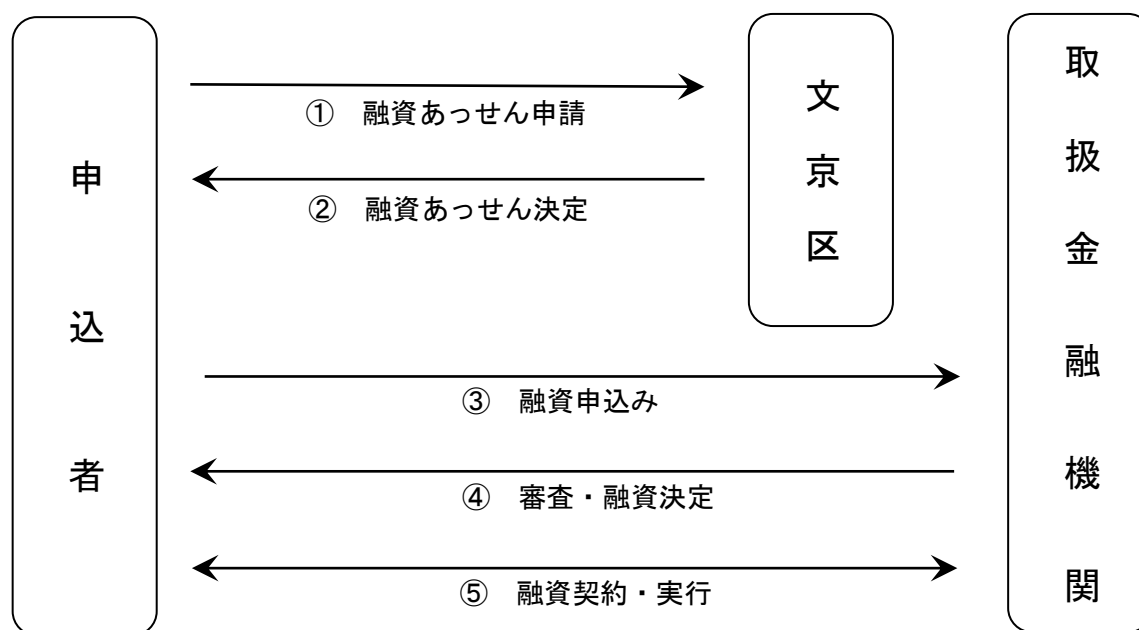 申込者
① 融資あっせん申請
② 融資あっせん決定
文京区
③ 融資申込み
④ 審査・融資決定
⑤ 融資契約・実行
取扱金融機関